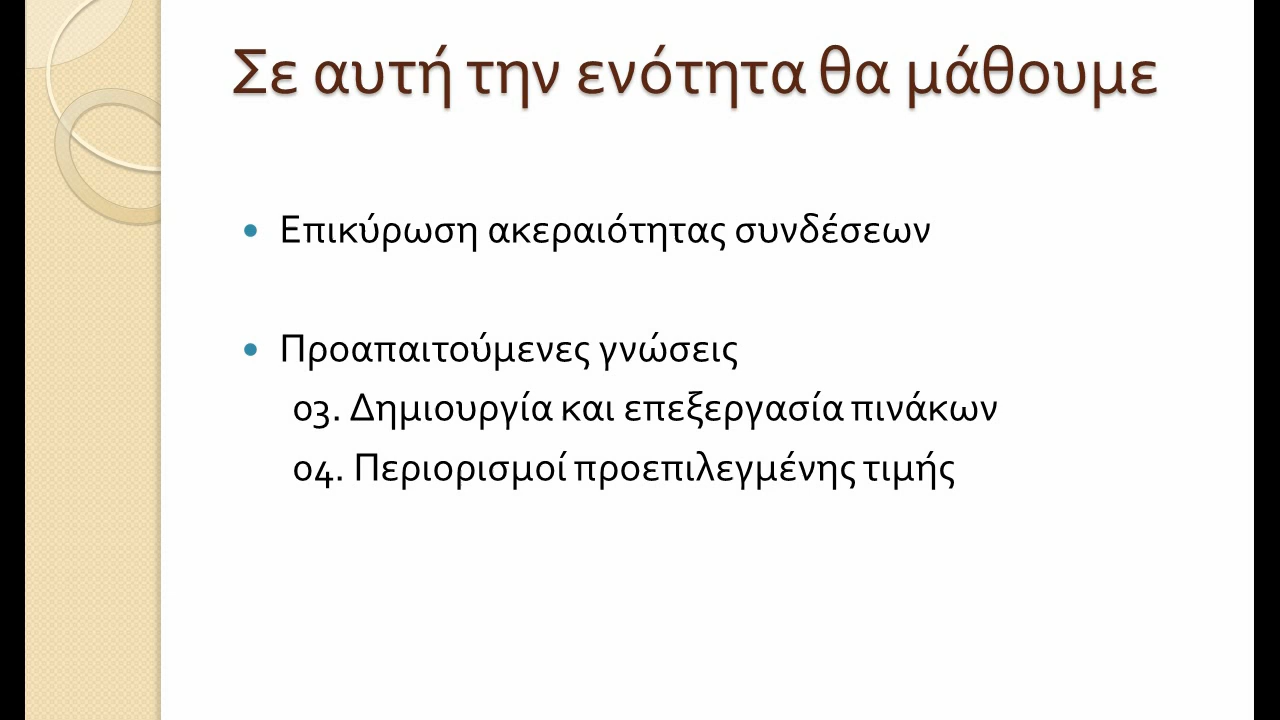 Σε αυτή την ενότητα θα μάθουμε
• Επικύρωση ακεραιότητας συνδέσεων
• Προαπαιτούμενες γνώσεις
03. Δημιουργία και επεξεργασία πινάκων
04. Περιορισμοί προεπιλεγμένης τιμής